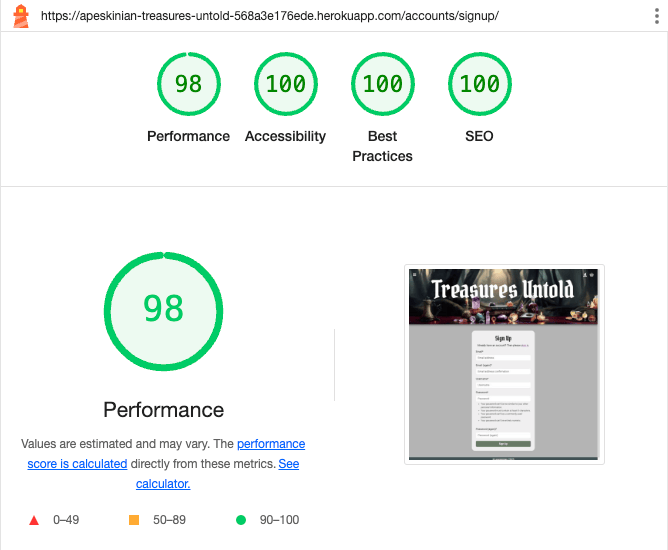 https://apeskinian-treasures-untold-568a3e176ede.herokuapp.com/accounts/signup/
98
100
100
100
Performance
Accessibility
Best
Practices
SEO
98
Performance
Values are estimated and may vary. The performance
score is calculated directly from these metrics. See
calculator.
0–49
50–89
90–100
Treasures Untold
Sign Up
Sign Up